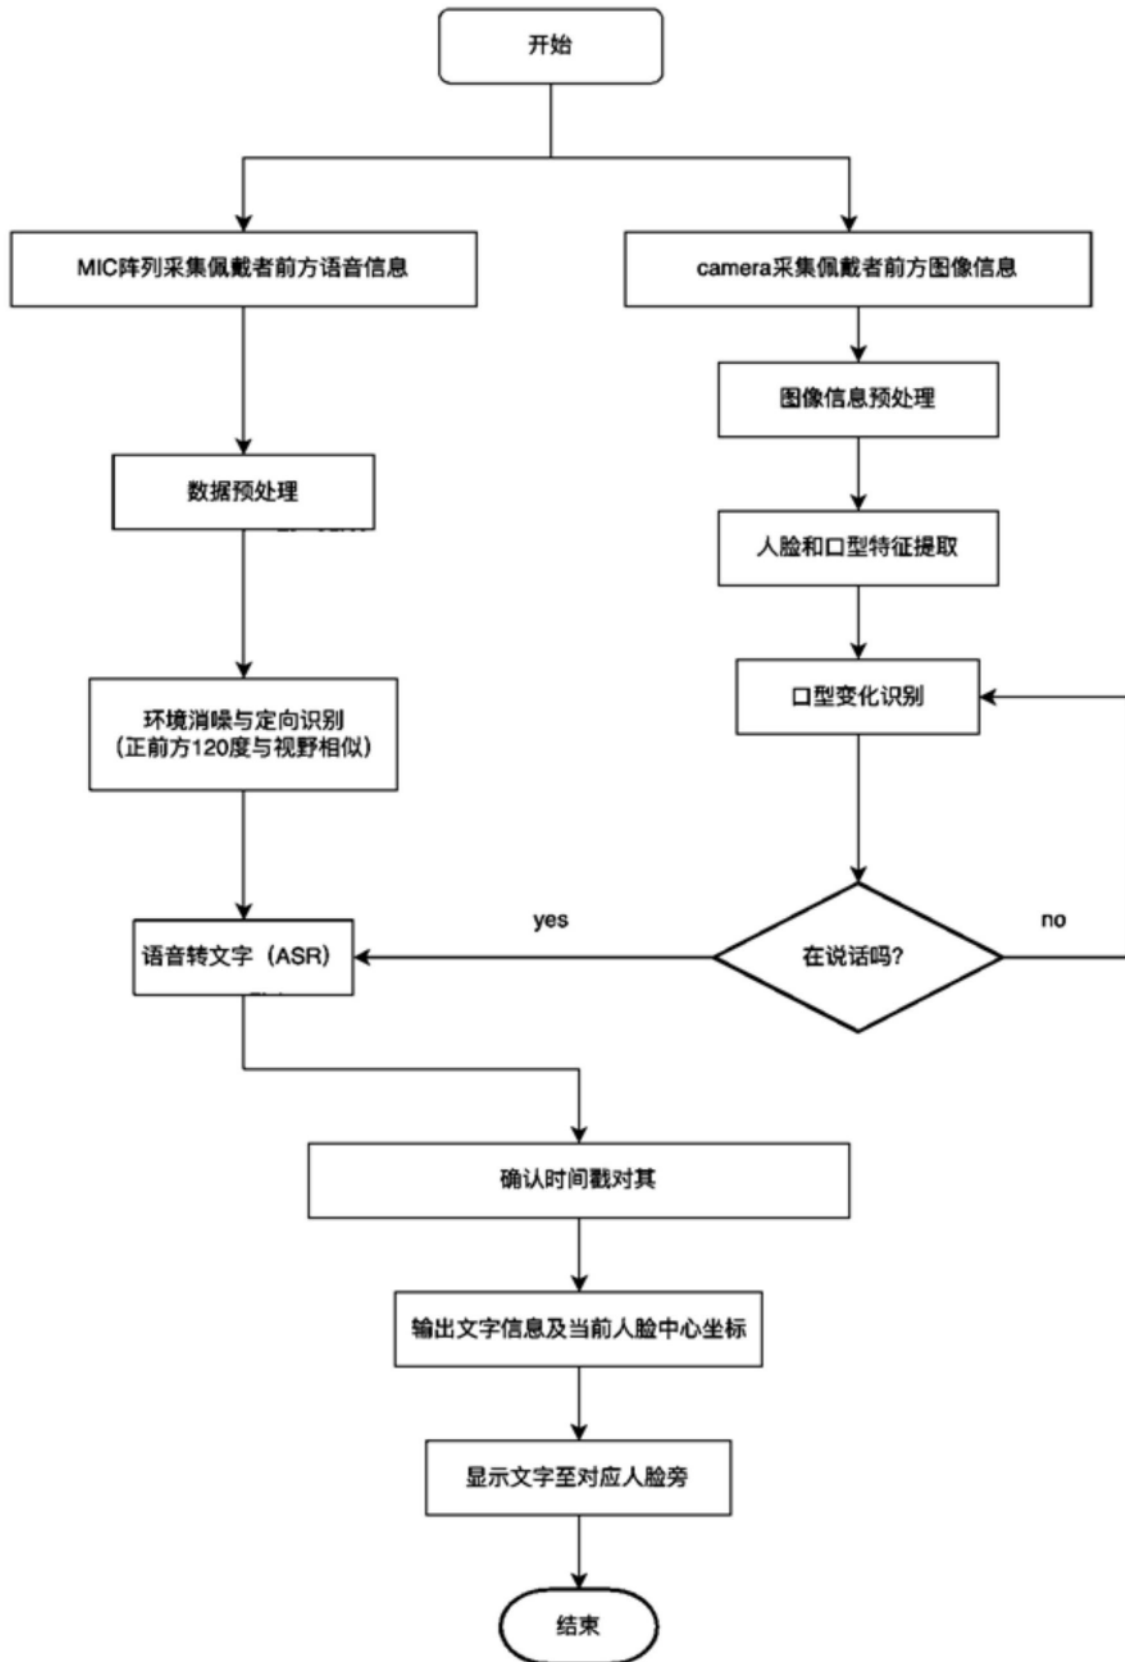 开始
MIC阵列采集佩戴者前方语音信息
camera采集佩戴者前方图像信息
图像信息预处理
数据预处理
人脸和口型特征提取
口型变化识别
环境消噪与定向识别
（正前方120度与视野相似）
yes
no
语音转文字（ASR）
在说话吗？
确认时间戳对其
输出文字信息及当前人脸中心坐标
显示文字至对应人脸旁
结束